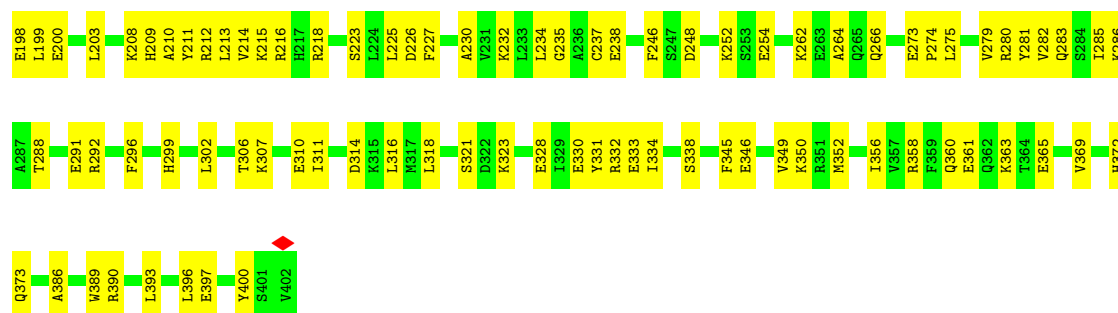 E198 L199 E200 L203 K208 H209 A210 Y211 R212 L213 V214 K215 R216 H217 R218 S223 L224 L225 D226 F227 A230 V231 K232 L233 L234 G235 A236 C237 E238 F246 S247 D248 K252 S253 E254 K262 E263 A264 Q265 Q266 E273 P274 L275 V279 R280 Y281 V282 Q283 S284 I285 K286
A287 T288 E291 R292 F296 H299 L302 T306 K307 E310 I311 D314 K315 L316 M317 L318 S321 D322 K323 E328 I329 E330 Y331 R332 E333 I334 S338 F345 E346 V349 K350 R351 M352 I356 V357 R358 F359 Q360 E361 Q362 K363 T364 E365 V369 H372
Q373 A386 W389 R390 L393 L396 E397 Y400 S401 V402